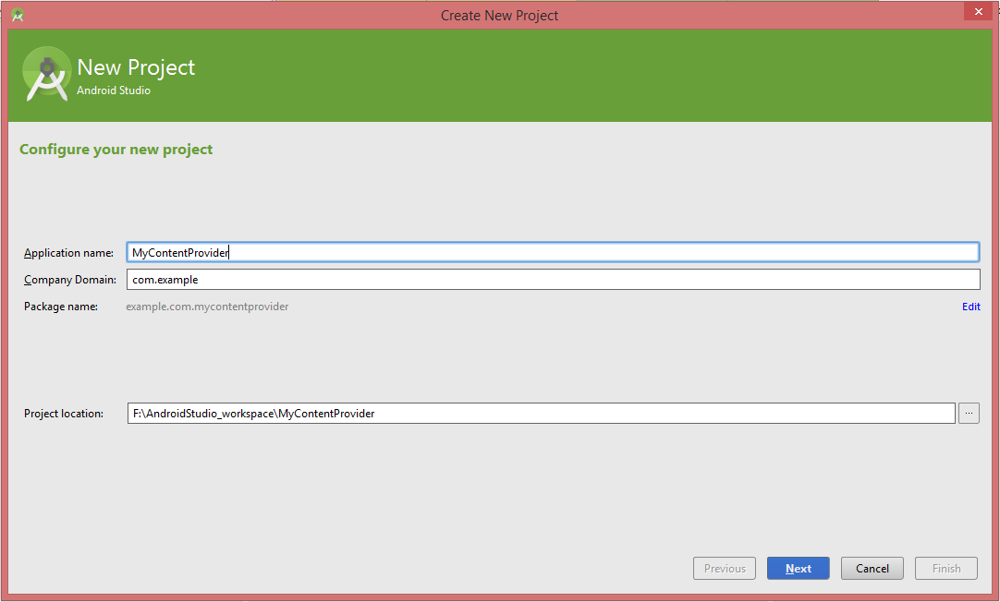 Create New Project
New Project
Android Studio
Configure your new project
Application name: MyContentProvider
Company Domain: com.example
Package name: example.com.mycontentprovider Edit
Project location: F:\AndroidStudio_workspace\MyContentProvider ...
Previous Next Cancel Finish